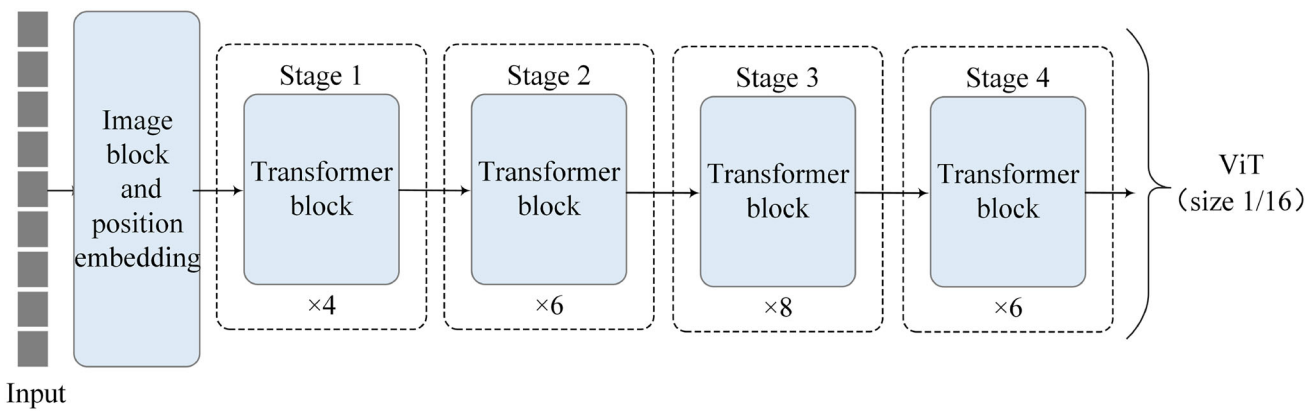 Input
Image
block
and
position
embedding
Stage 1
Transformer
block
×4
Stage 2
Transformer
block
×6
Stage 3
Transformer
block
×8
Stage 4
Transformer
block
×6
ViT
（size 1/16）